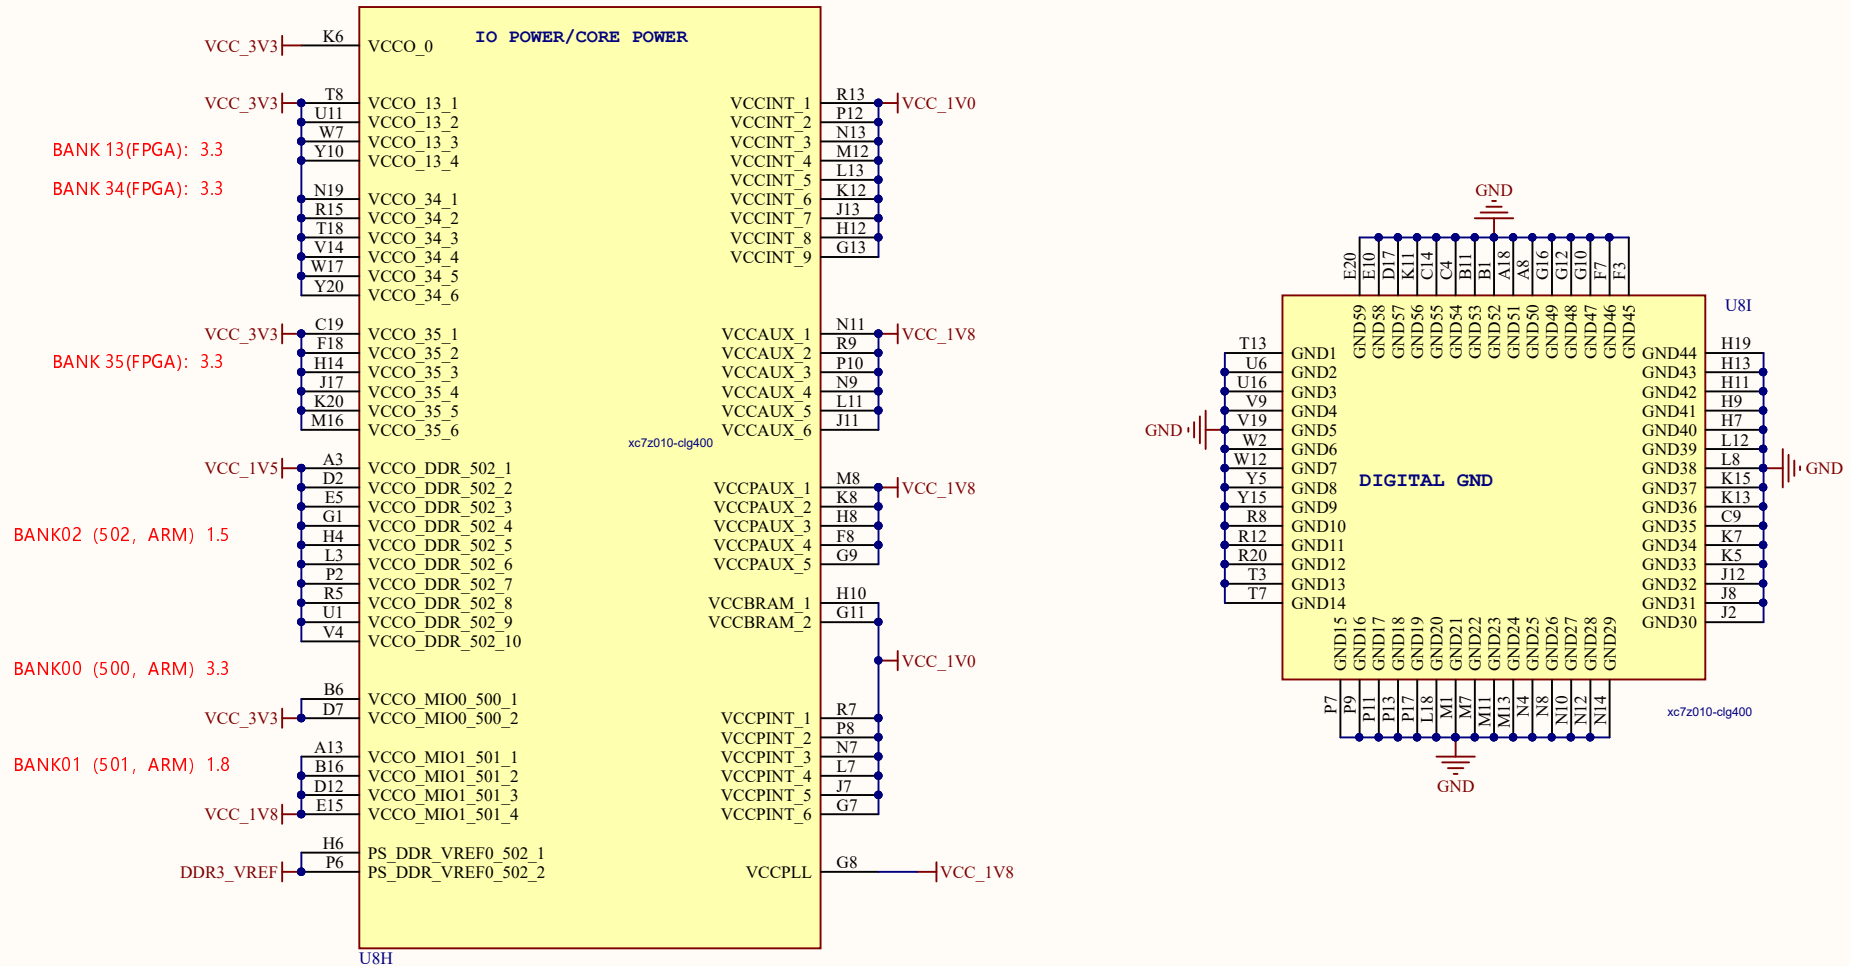 IO POWER/CORE POWER
VCC_3V3 K6 VCCO_0
VCC_3V3 T8 VCCO_13_1
U11 VCCO_13_2
W7 VCCO_13_3
Y10 VCCO_13_4
BANK 13(FPGA): 3.3
BANK 34(FPGA): 3.3
N19 VCCO_34_1
R15 VCCO_34_2
T18 VCCO_34_3
V14 VCCO_34_4
W17 VCCO_34_5
Y20 VCCO_34_6
VCC_3V3 C19 VCCO_35_1
F18 VCCO_35_2
H14 VCCO_35_3
J17 VCCO_35_4
K20 VCCO_35_5
M16 VCCO_35_6
BANK 35(FPGA): 3.3
VCC_1V5 A3 VCCO_DDR_502_1
D2 VCCO_DDR_502_2
E5 VCCO_DDR_502_3
G1 VCCO_DDR_502_4
H4 VCCO_DDR_502_5
L3 VCCO_DDR_502_6
P2 VCCO_DDR_502_7
R5 VCCO_DDR_502_8
U1 VCCO_DDR_502_9
V4 VCCO_DDR_502_10
BANK02 (502, ARM) 1.5
BANK00 (500, ARM) 3.3
B6 VCCO_MIO0_500_1
VCC_3V3 D7 VCCO_MIO0_500_2
A13 VCCO_MIO1_501_1
B16 VCCO_MIO1_501_2
D12 VCCO_MIO1_501_3
VCC_1V8 E15 VCCO_MIO1_501_4
BANK01 (501, ARM) 1.8
H6 PS_DDR_VREF0_502_1
DDR3_VREF P6 PS_DDR_VREF0_502_2
VCCINT_1 R13 VCC_1V0
VCCINT_2 P12
VCCINT_3 N13
VCCINT_4 M12
VCCINT_5 L13
VCCINT_6 K12
VCCINT_7 J13
VCCINT_8 H12
VCCINT_9 G13
VCCAUX_1 N11 VCC_1V8
VCCAUX_2 R9
VCCAUX_3 P10
VCCAUX_4 N9
VCCAUX_5 L11
VCCAUX_6 J11
xc7z010-clg400
VCCPAUX_1 M8 VCC_1V8
VCCPAUX_2 K8
VCCPAUX_3 H8
VCCPAUX_4 F8
VCCPAUX_5 G9
VCCBRAM_1 H10
VCCBRAM_2 G11
VCC_1V0
VCCPINT_1 R7
VCCPINT_2 P8
VCCPINT_3 N7
VCCPINT_4 L7
VCCPINT_5 J7
VCCPINT_6 G7
VCCPLL G8 VCC_1V8
U8H
GND
E20 GND59
E10 GND58
D17 GND57
K11 GND56
C14 GND55
C4 GND54
B11 GND53
B1 GND52
A18 GND51
A8 GND50
G16 GND49
G12 GND48
G10 GND47
F7 GND46
F3 GND45
U8I
T13 GND1
U6 GND2
U16 GND3
V9 GND4
GND V19 GND5
W2 GND6
W12 GND7
Y5 GND8
Y15 GND9
R8 GND10
R12 GND11
R20 GND12
T3 GND13
T7 GND14
DIGITAL GND
GND44 H19
GND43 H13
GND42 H11
GND41 H9
GND40 H7
GND39 L12
GND38 L8 GND
GND37 K15
GND36 K13
GND35 C9
GND34 K7
GND33 K5
GND32 J12
GND31 J8
GND30 J2
GND15 P7
GND16 P9
GND17 P11
GND18 P13
GND19 P17
GND20 L18
GND21 M1
GND22 M7
GND23 M11
GND24 M13
GND25 N4
GND26 N8
GND27 N10
GND28 N12
GND29 N14
xc7z010-clg400
GND